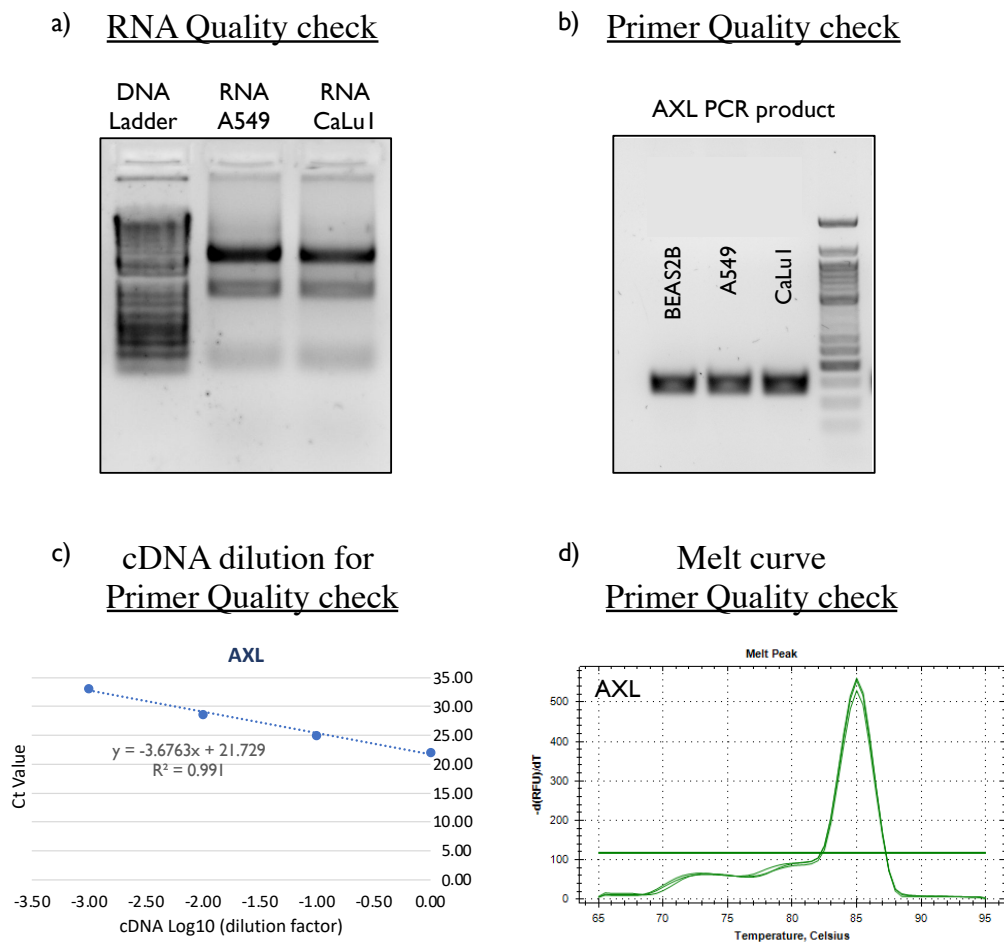 a) RNA Quality check
DNA
Ladder
RNA
A549
RNA
CaLu1
b) Primer Quality check
AXL PCR product
BEAS2B
A549
CaLu1
c) cDNA dilution for
Primer Quality check
AXL
35.00
30.00
25.00
20.00
15.00
10.00
5.00
0.00
Ct Value
y = -3.6763x + 21.729
R² = 0.991
-3.50 -3.00 -2.50 -2.00 -1.50 -1.00 -0.50 0.00
cDNA Log10 (dilution factor)
d) Melt curve
Primer Quality check
Melt Peak
AXL
-d(RFU)/dT
500
400
300
200
100
0
65 70 75 80 85 90 95
Temperature, Celsius